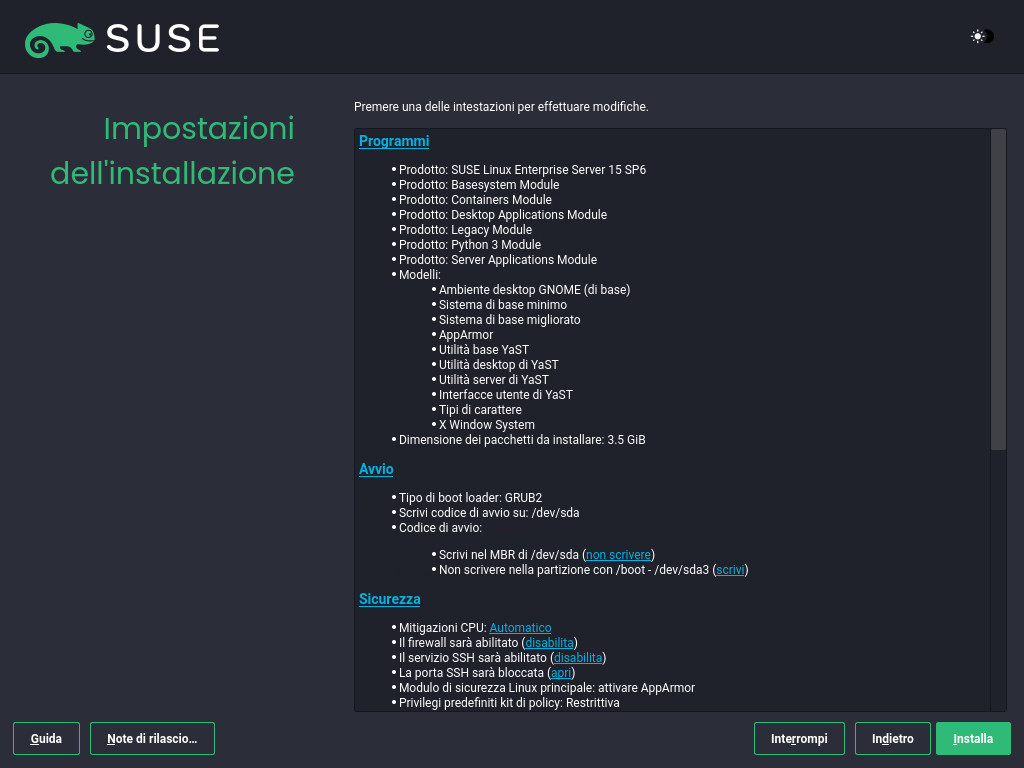 SUSE
Impostazioni
dell'installazione
Premere una delle intestazioni per effettuare modifiche.
Programmi
• Prodotto: SUSE Linux Enterprise Server 15 SP6
• Prodotto: Basesystem Module
• Prodotto: Containers Module
• Prodotto: Desktop Applications Module
• Prodotto: Legacy Module
• Prodotto: Python 3 Module
• Prodotto: Server Applications Module
• Modelli:
• Ambiente desktop GNOME (di base)
• Sistema di base minimo
• Sistema di base migliorato
• AppArmor
• Utilità base YaST
• Utilità desktop di YaST
• Utilità server di YaST
• Interfacce utente di YaST
• Tipi di carattere
• X Window System
• Dimensione dei pacchetti da installare: 3.5 GiB
Avvio
• Tipo di boot loader: GRUB2
• Scrivi codice di avvio su: /dev/sda
• Codice di avvio:
• Scrivi nel MBR di /dev/sda (non scrivere)
• Non scrivere nella partizione con /boot - /dev/sda3 (scrivi)
Sicurezza
• Mitigazioni CPU: Automatico
• Il firewall sarà abilitato (disabilita)
• Il servizio SSH sarà abilitato (disabilita)
• La porta SSH sarà bloccata (apri)
• Modulo di sicurezza Linux principale: attivare AppArmor
• Privilegi predefiniti kit di policy: Restrittiva
Guida
Note di rilascio...
Interrompi
Indietro
Installa